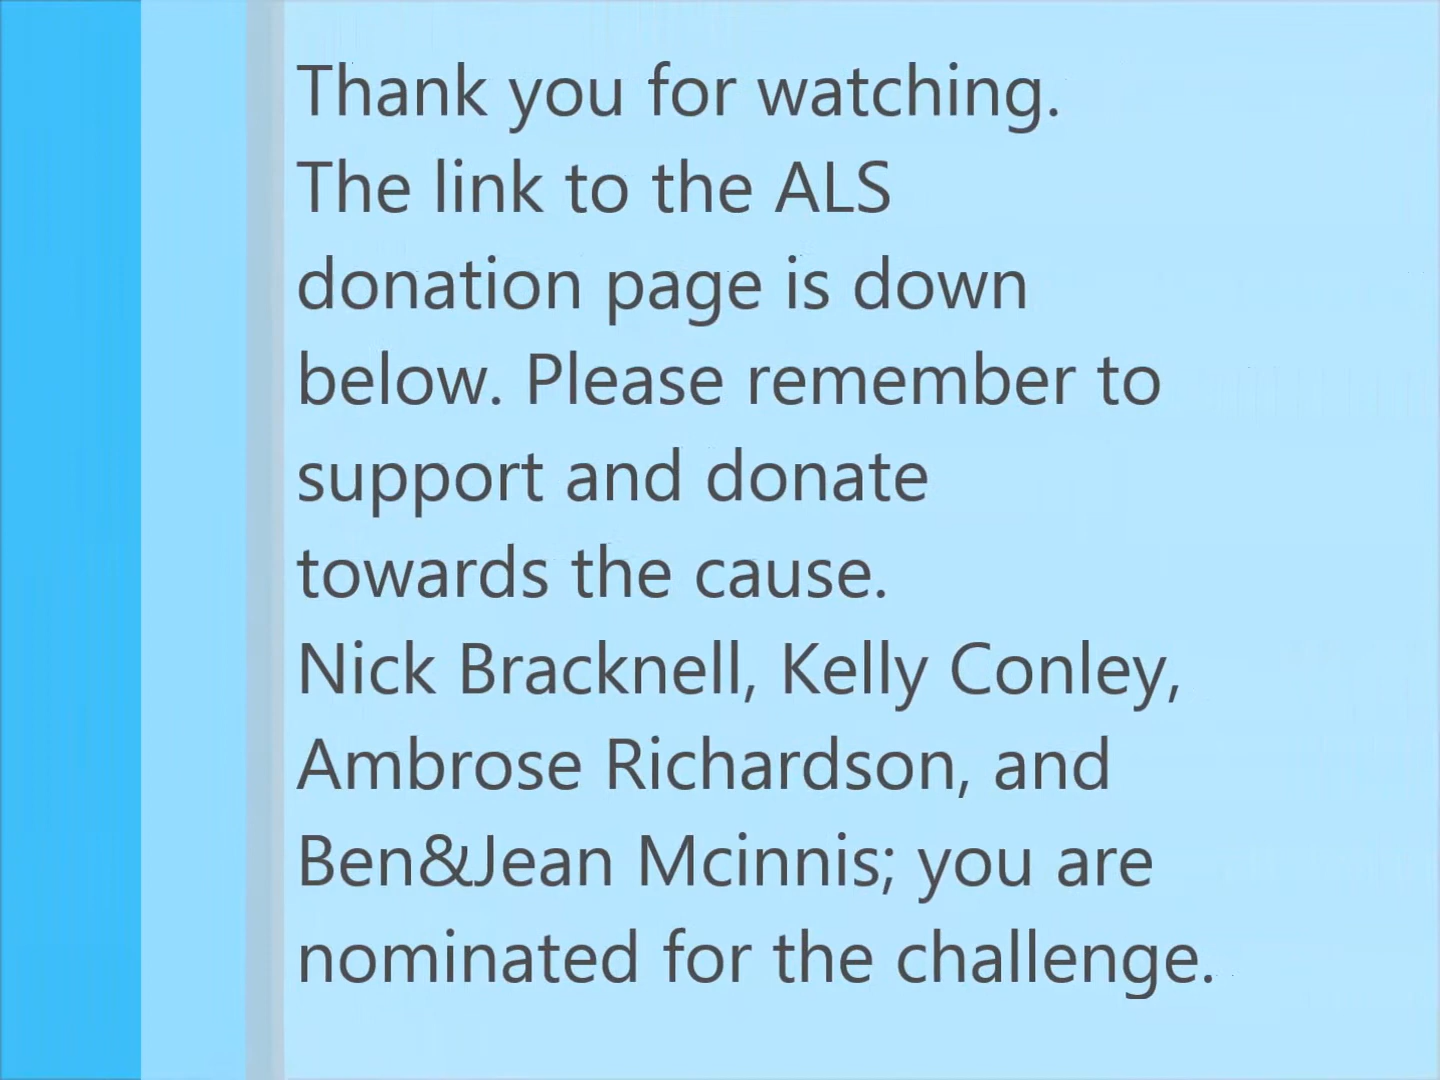 Thank you for watching.
The link to the ALS
donation page is down
below. Please remember to
support and donate
towards the cause.
Nick Bracknell, Kelly Conley,
Ambrose Richardson, and
Ben&Jean Mcinnis; you are
nominated for the challenge.